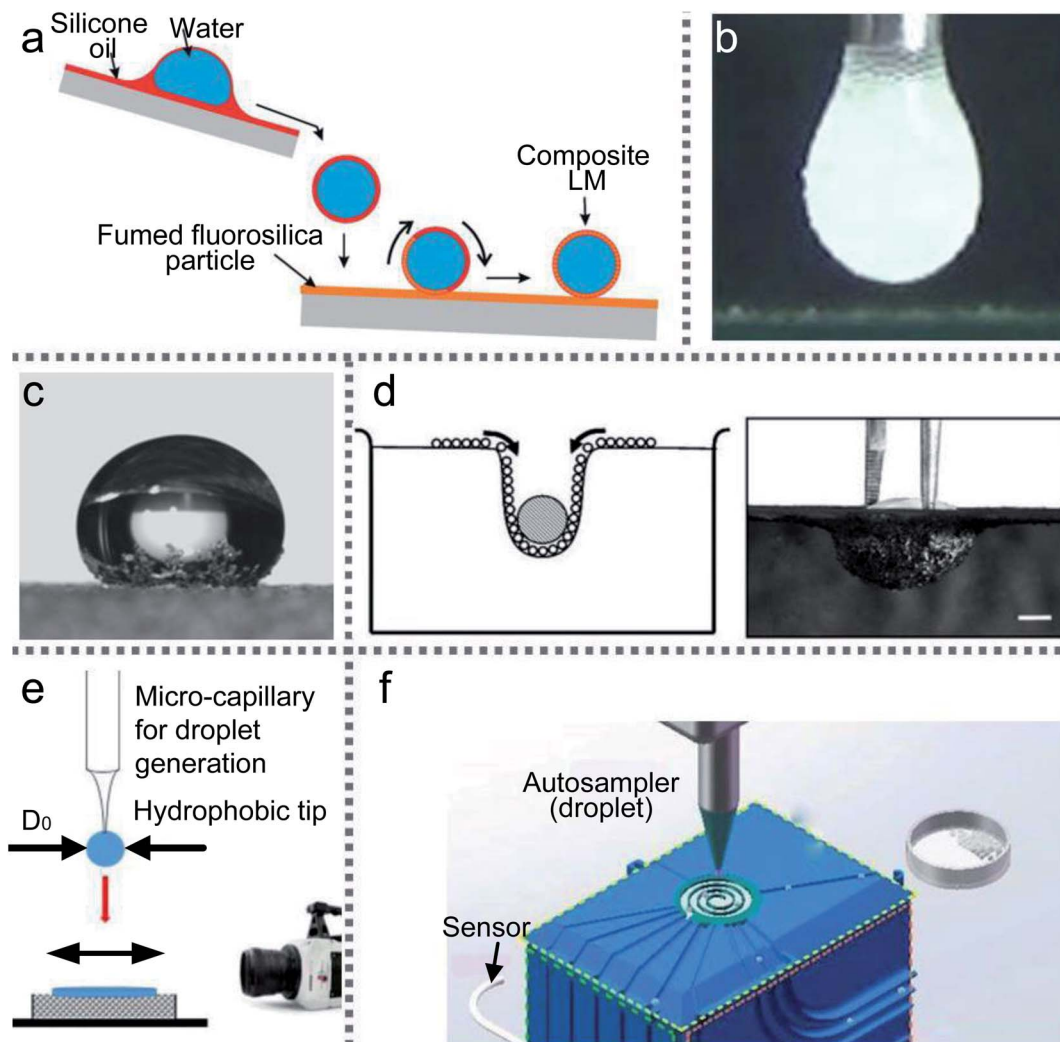 a
Silicone
oil
Water
Composite
LM
Fumed fluorosilica
particle
b
c
d
e
Micro-capillary
for droplet
generation
D0
Hydrophobic tip
f
Autosampler
(droplet)
Sensor